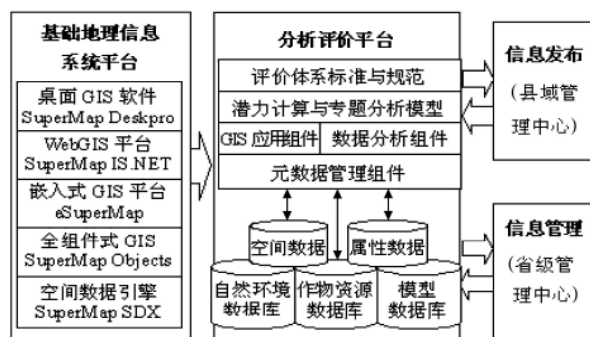 基础地理信息
系统平台
桌面 GIS 软件
SuperMap Deskpro
WebGIS 平台
SuperMap IS.NET
嵌入式 GIS 平台
eSuperMap
全组件式 GIS
SuperMap Objects
空间数据引擎
SuperMap SDX
分析评价平台
评价体系标准与规范
潜力计算与专题分析模型
GIS 应用组件
数据分析组件
元数据管理组件
空间数据
属性数据
自然环境
数据库
作物资源
数据库
模型
数据库
信息发布
(县域管
理中心)
信息管理
(省级管
理中心)